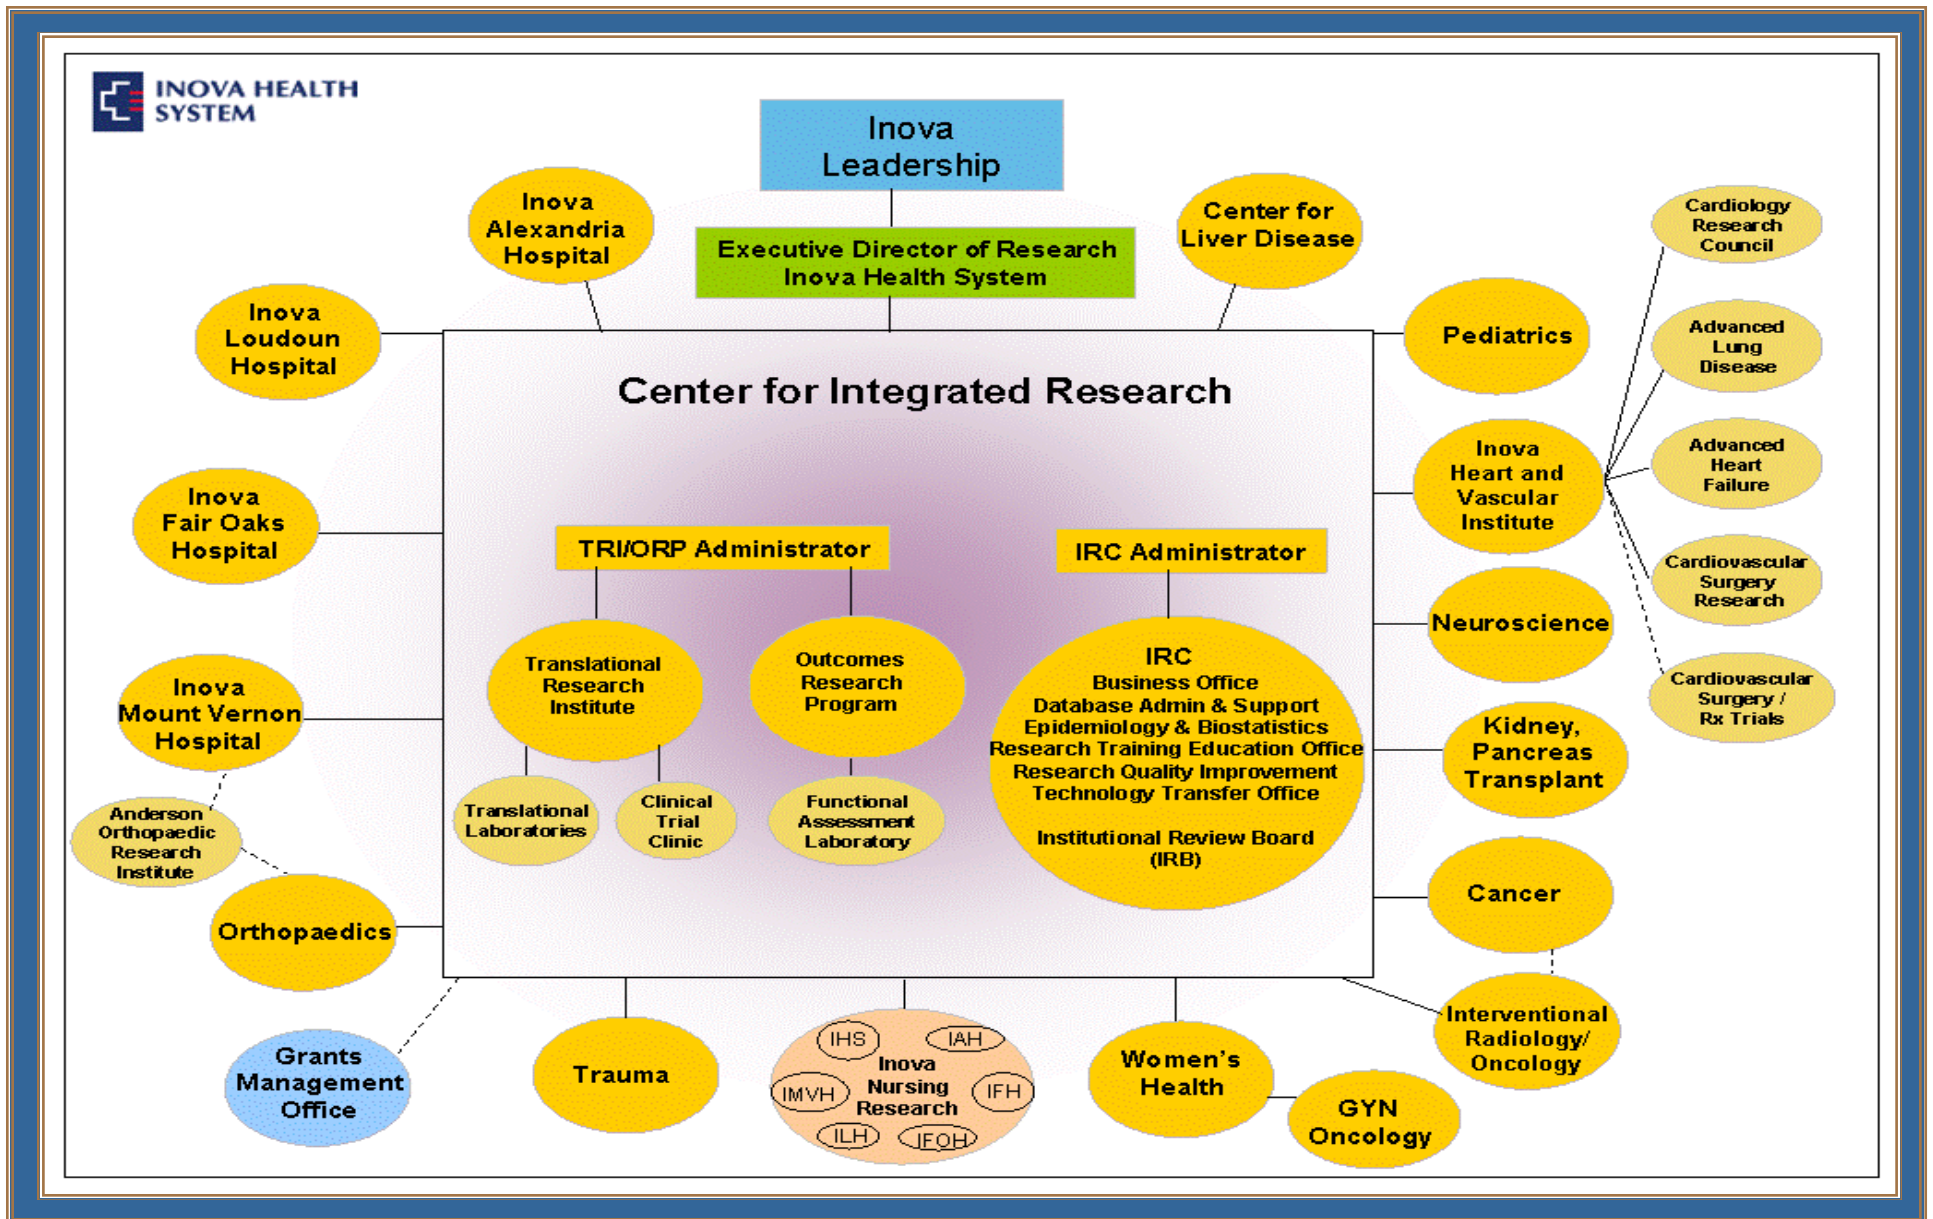 INOVA HEALTH
SYSTEM
Inova
Leadership
Executive Director of Research
Inova Health System
Inova
Alexandria
Hospital
Center for
Liver Disease
Cardiology
Research
Council
Inova
Loudoun
Hospital
Pediatrics
Advanced
Lung
Disease
Center for Integrated Research
Inova
Heart and
Vascular
Institute
Advanced
Heart
Failure
Inova
Fair Oaks
Hospital
TRI/ORP Administrator
IRC Administrator
Cardiovascular
Surgery
Research
Neuroscience
Translational
Research
Institute
Outcomes
Research
Program
IRC
Business Office
Database Admin & Support
Epidemiology & Biostatistics
Research Training Education Office
Research Quality Improvement
Technology Transfer Office
Institutional Review Board
(IRB)
Cardiovascular
Surgery /
Rx Trials
Inova
Mount Vernon
Hospital
Kidney,
Pancreas
Transplant
Anderson
Orthopaedic
Research
Institute
Translational
Laboratories
Clinical
Trial
Clinic
Functional
Assessment
Laboratory
Cancer
Orthopaedics
Interventional
Radiology/
Oncology
Grants
Management
Office
Trauma
IHS
IAH
Inova
Nursing
Research
IMVH
IFH
ILH
IFOH
Women's
Health
GYN
Oncology